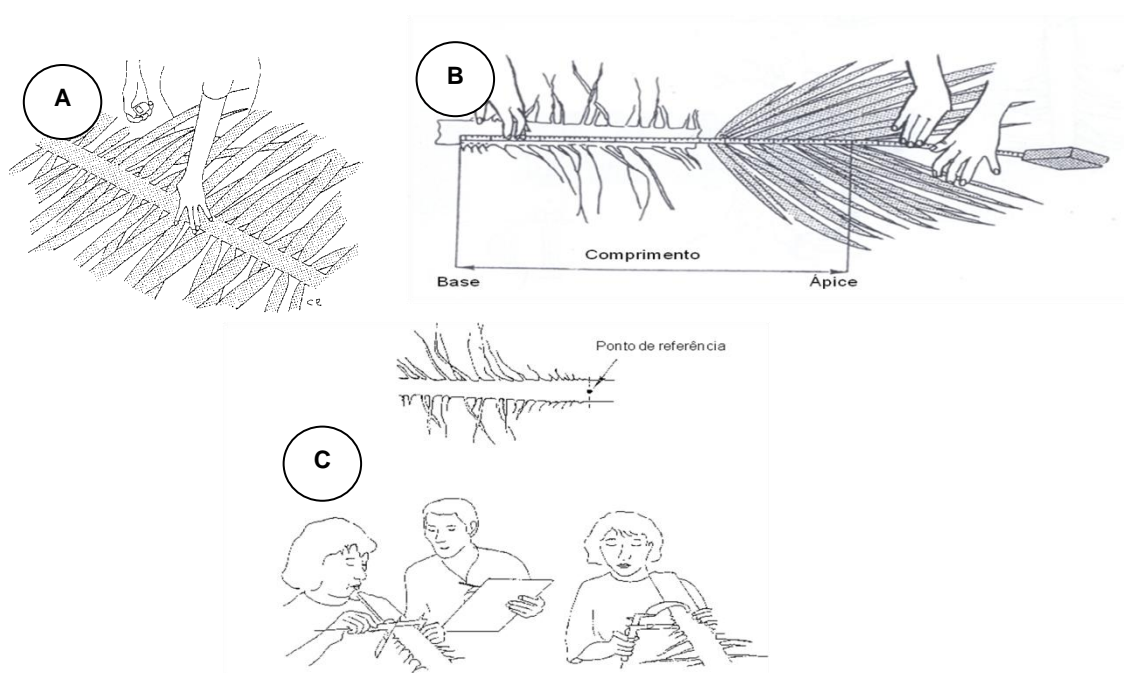 A
B
Comprimento
Base
Ápice
Ponto de referência
C